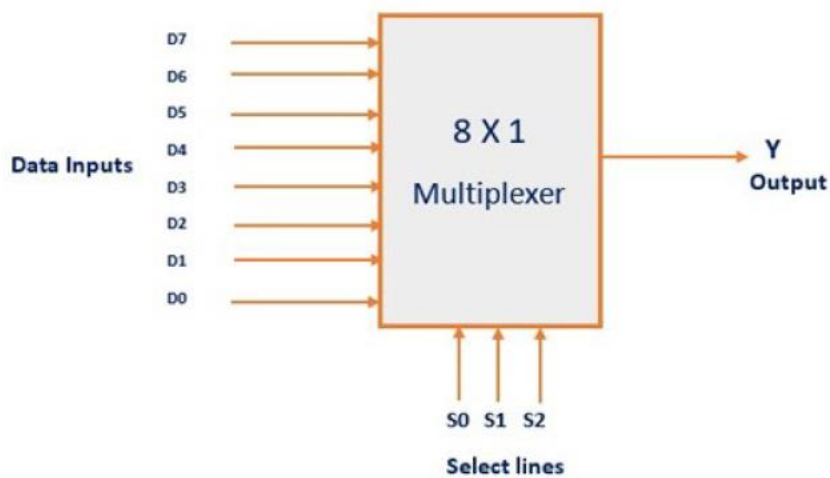 D7
D6
D5
D4
D3
D2
D1
D0
Data Inputs
8 X 1
Multiplexer
Y
Output
S0 S1 S2
Select lines